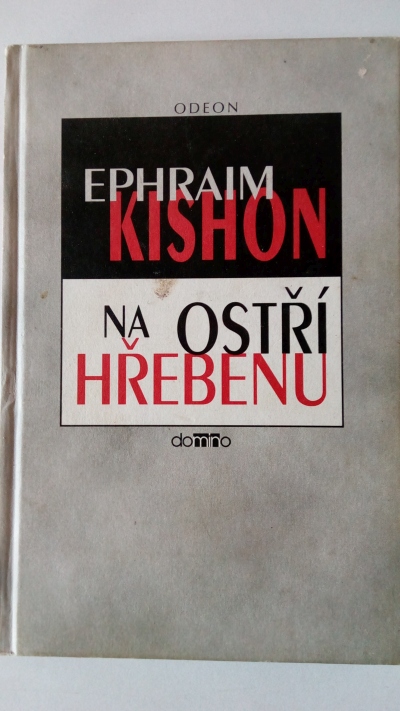 ODEON
EPHRAIM
KISHON
NA OSTŘÍ
HŘEBENU
domino